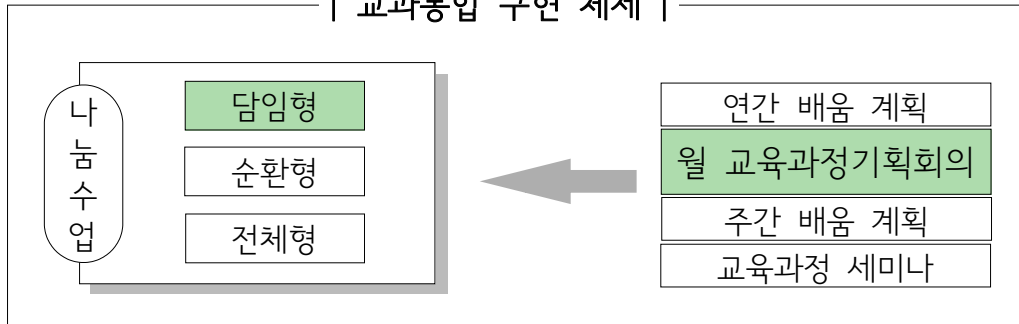 | 교과통합 구현 체제 |
나눔수업
담임형
순환형
전체형
연간 배움 계획
월 교육과정기획회의
주간 배움 계획
교육과정 세미나